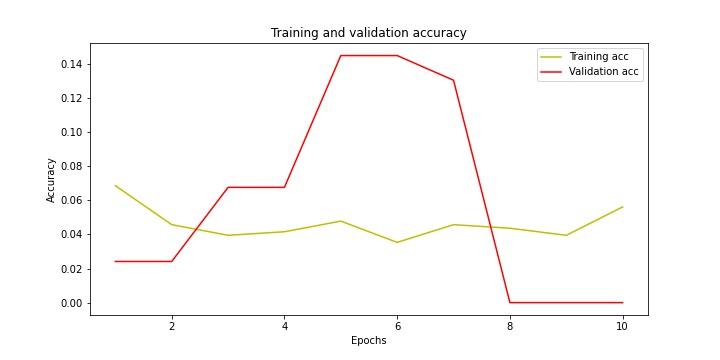 Training and validation accuracy
Training acc
Validation acc
0.14
0.12
0.10
0.08
0.06
0.04
0.02
0.00
Accuracy
2 4 6 8 10
Epochs